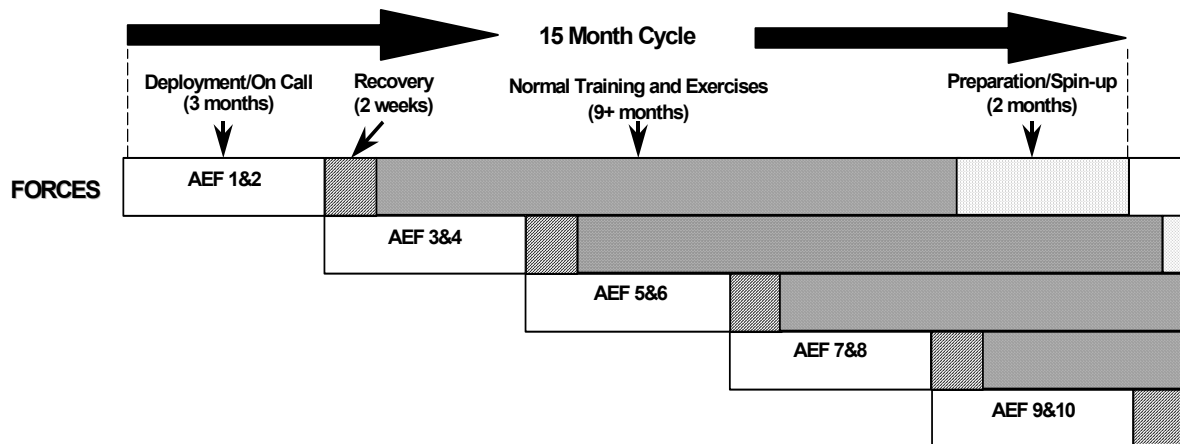 15 Month Cycle
Deployment/On Call
(3 months)
Recovery
(2 weeks)
Normal Training and Exercises
(9+ months)
Preparation/Spin-up
(2 months)
FORCES
AEF 1&2
AEF 3&4
AEF 5&6
AEF 7&8
AEF 9&10